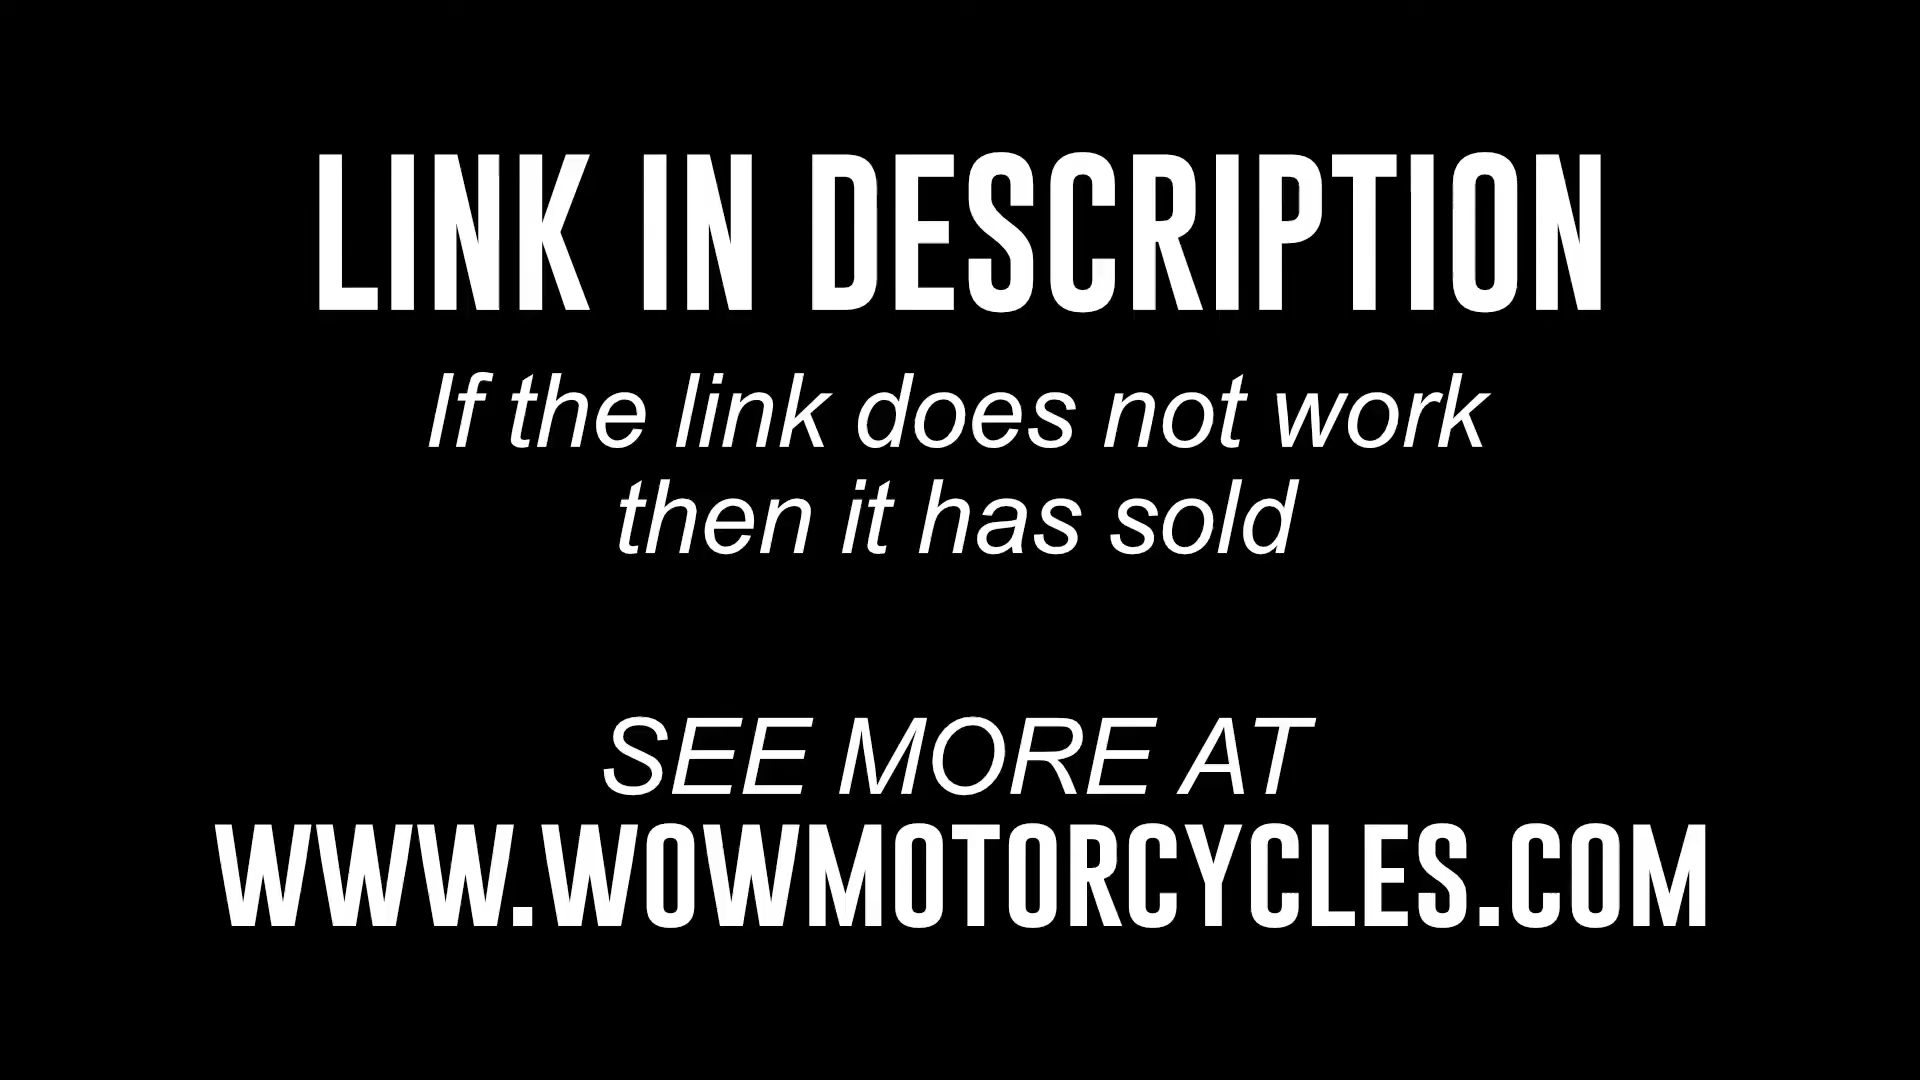 LINK IN DESCRIPTION
If the link does not work
then it has sold
SEE MORE AT
WWW.WOWMOTORCYCLES.COM